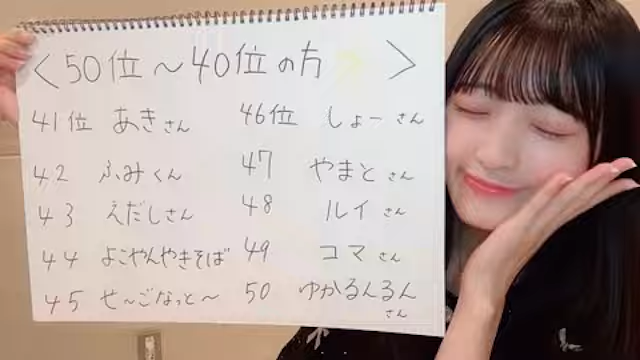 ＜50位〜40位の方＞
41位 あきさん
42 ふみくん
43 えだしさん
44 よこやんやきそば
45 せ〜ごなっと〜
46位 しょーさん
47 やまとさん
48 ルイさん
49 コマさん
50 ゆかるんるん
さん